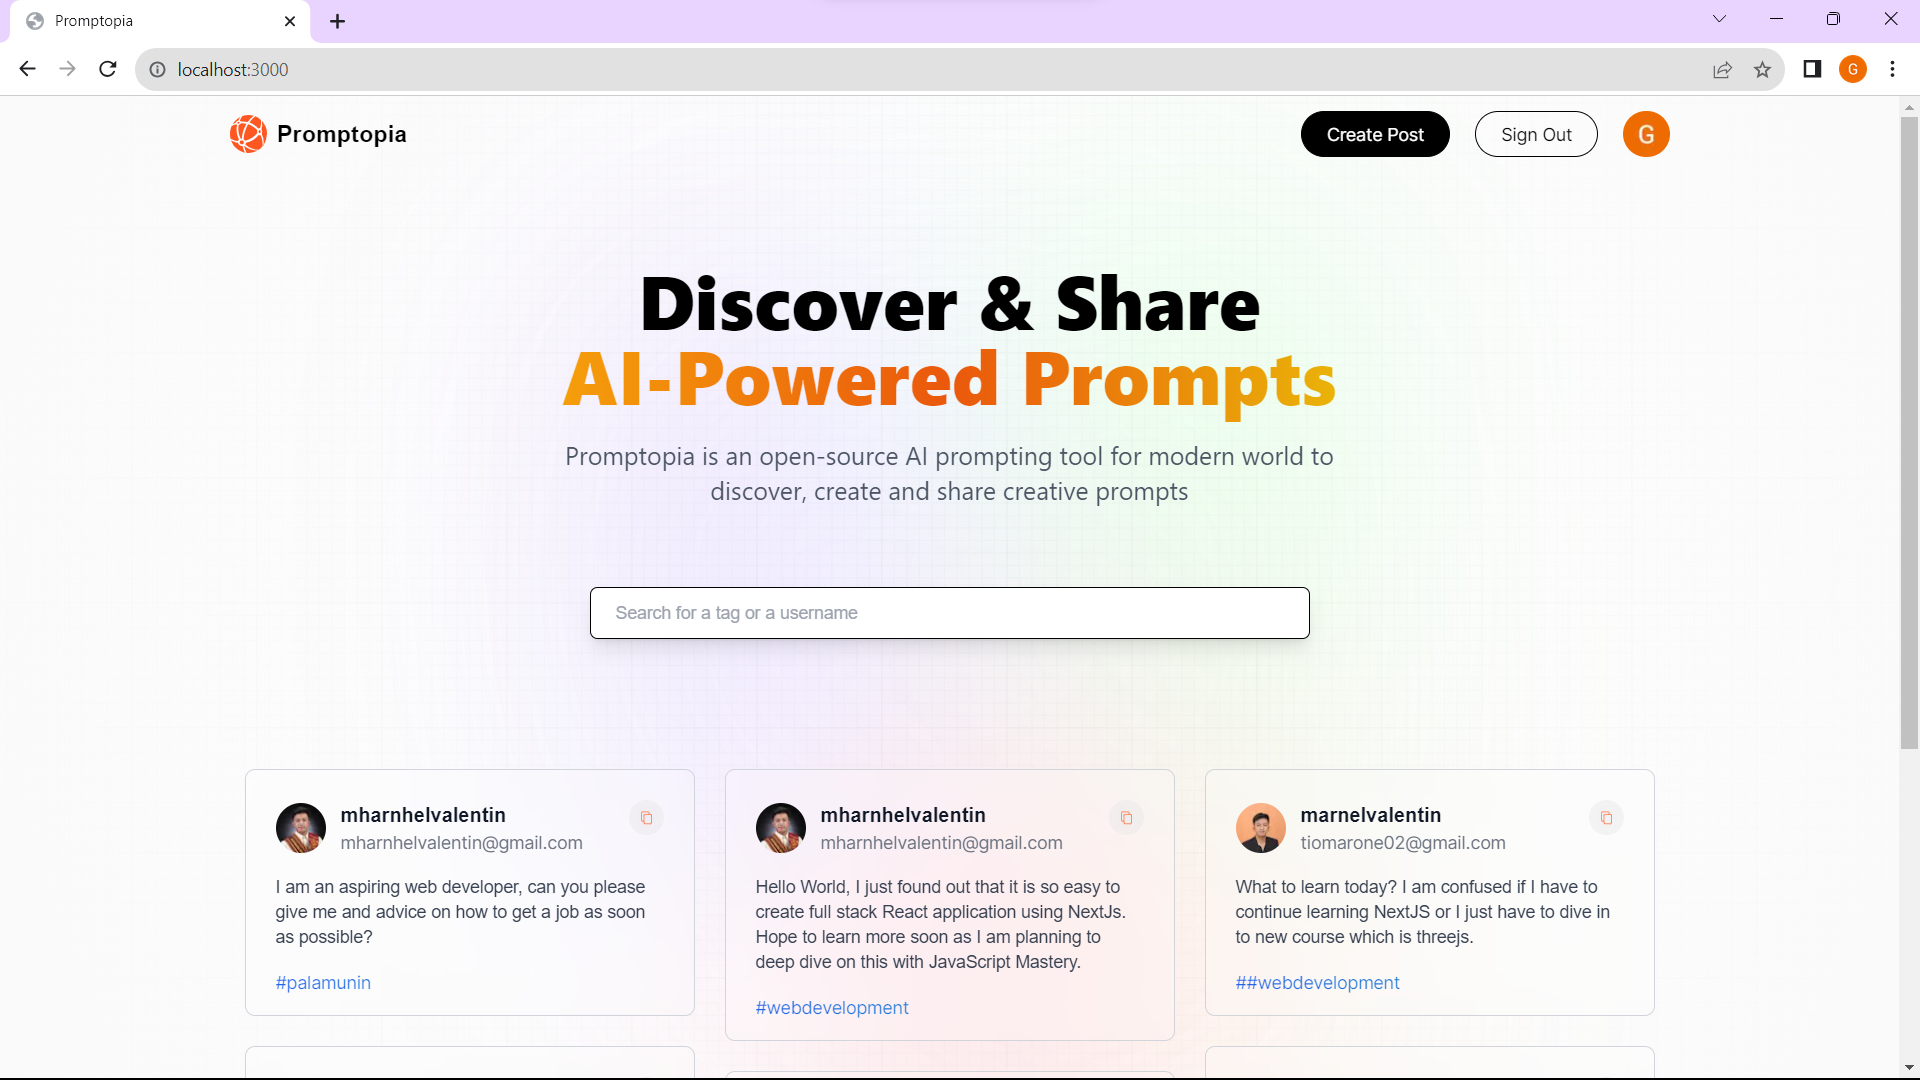 Promptopia
localhost:3000
G
Promptopia
Create Post
Sign Out
G
Discover & Share
AI-Powered Prompts
Promptopia is an open-source AI prompting tool for modern world to
discover, create and share creative prompts
Search for a tag or a username
mharnhelvalentin
mharnhelvalentin@gmail.com
I am an aspiring web developer, can you please
give me and advice on how to get a job as soon
as possible?
#palamunin
mharnhelvalentin
mharnhelvalentin@gmail.com
Hello World, I just found out that it is so easy to
create full stack React application using NextJs.
Hope to learn more soon as I am planning to
deep dive on this with JavaScript Mastery.
#webdevelopment
marnelvalentin
tiomarone02@gmail.com
What to learn today? I am confused if I have to
continue learning NextJS or I just have to dive in
to new course which is threejs.
##webdevelopment